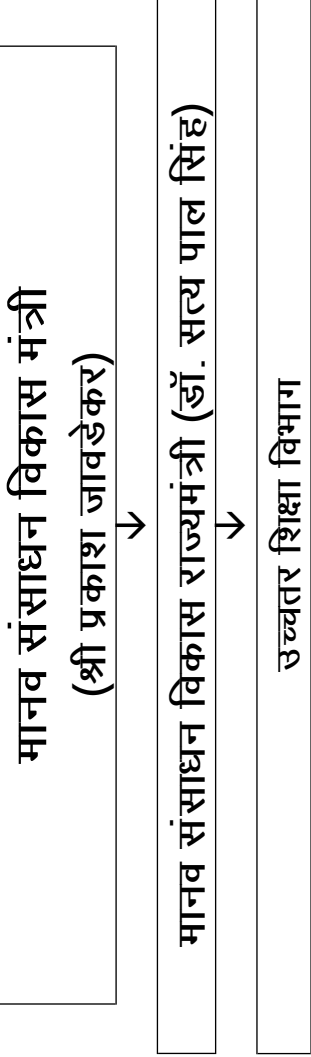 मानव संसाधन विकास मंत्री
(श्री प्रकाश जावड़ेकर)
→
मानव संसाधन विकास राज्यमंत्री (डॉ. सत्य पाल सिंह)
→
उच्चतर शिक्षा विभाग